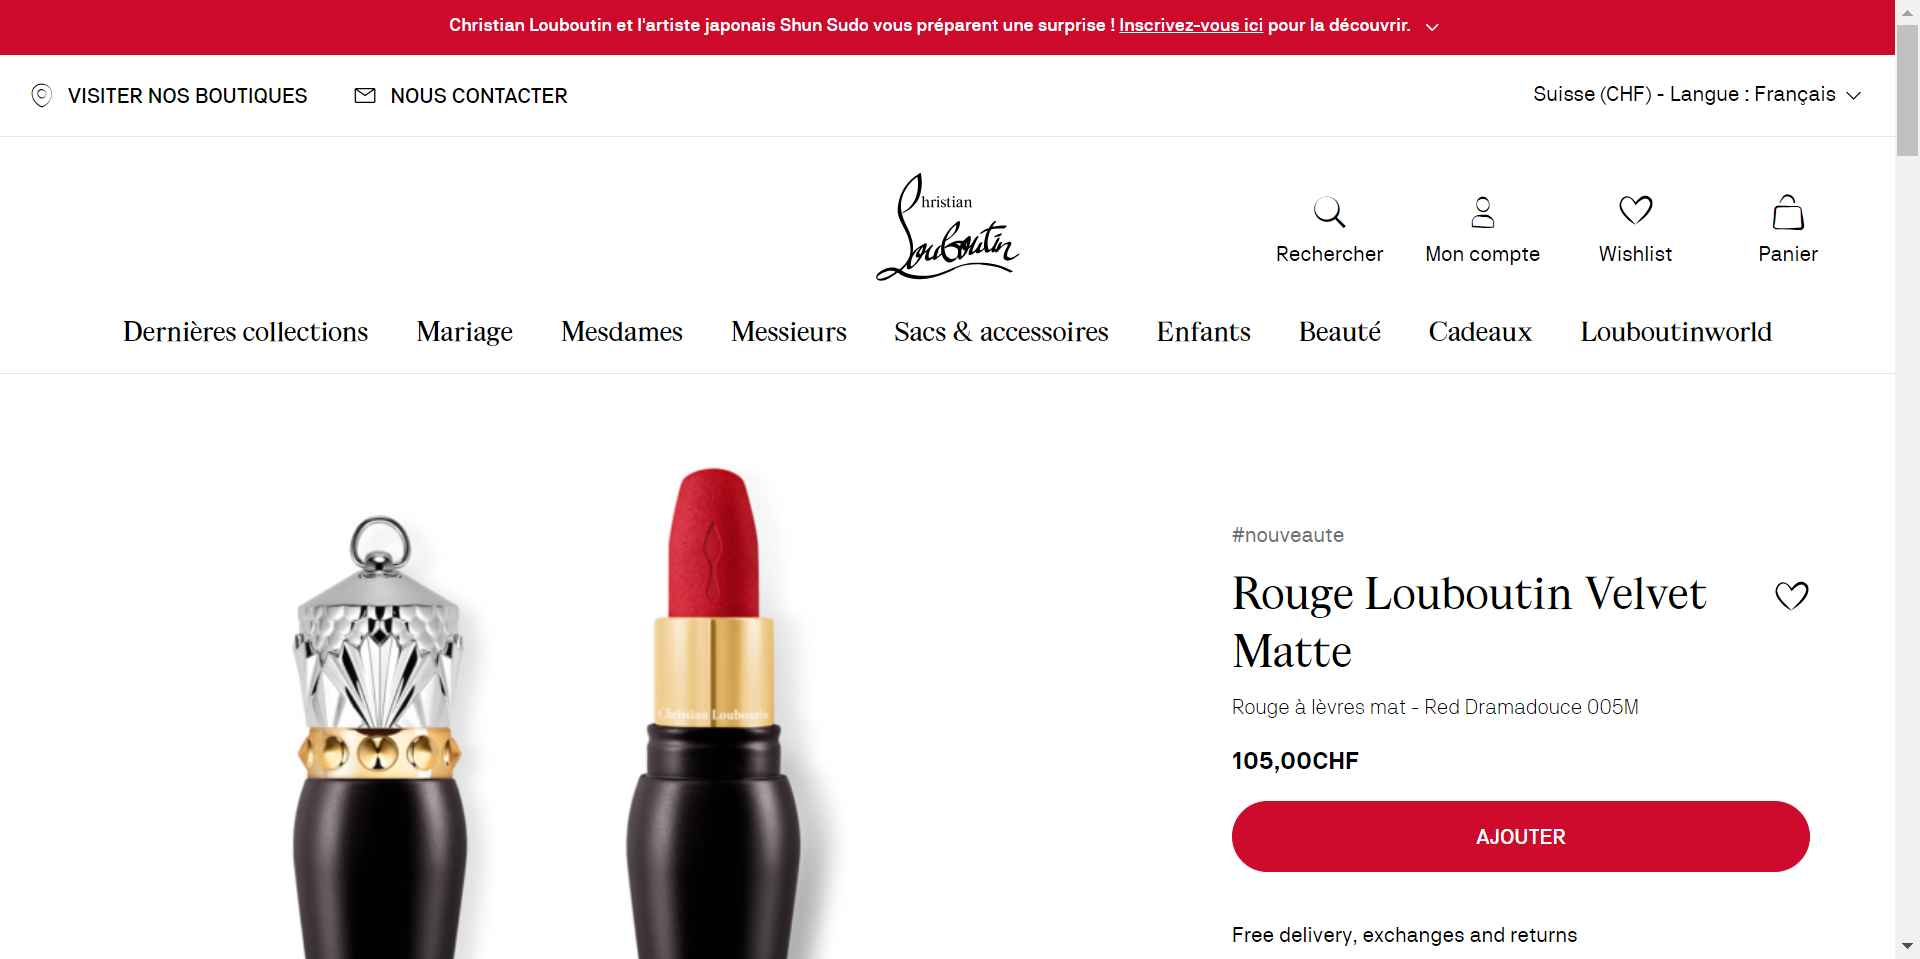 Christian Louboutin et l'artiste japonais Shun Sudo vous préparent une surprise ! Inscrivez-vous ici pour la découvrir.
VISITER NOS BOUTIQUES
NOUS CONTACTER
Suisse (CHF) - Langue : Français
Christian
Louboutin
Rechercher
Mon compte
Wishlist
Panier
Dernières collections
Mariage
Mesdames
Messieurs
Sacs & accessoires
Enfants
Beauté
Cadeaux
Louboutinworld
#nouveaute
Rouge Louboutin Velvet
Matte
Rouge à lèvres mat - Red Dramadouce 005M
105,00CHF
AJOUTER
Christian Louboutin
Free delivery, exchanges and returns